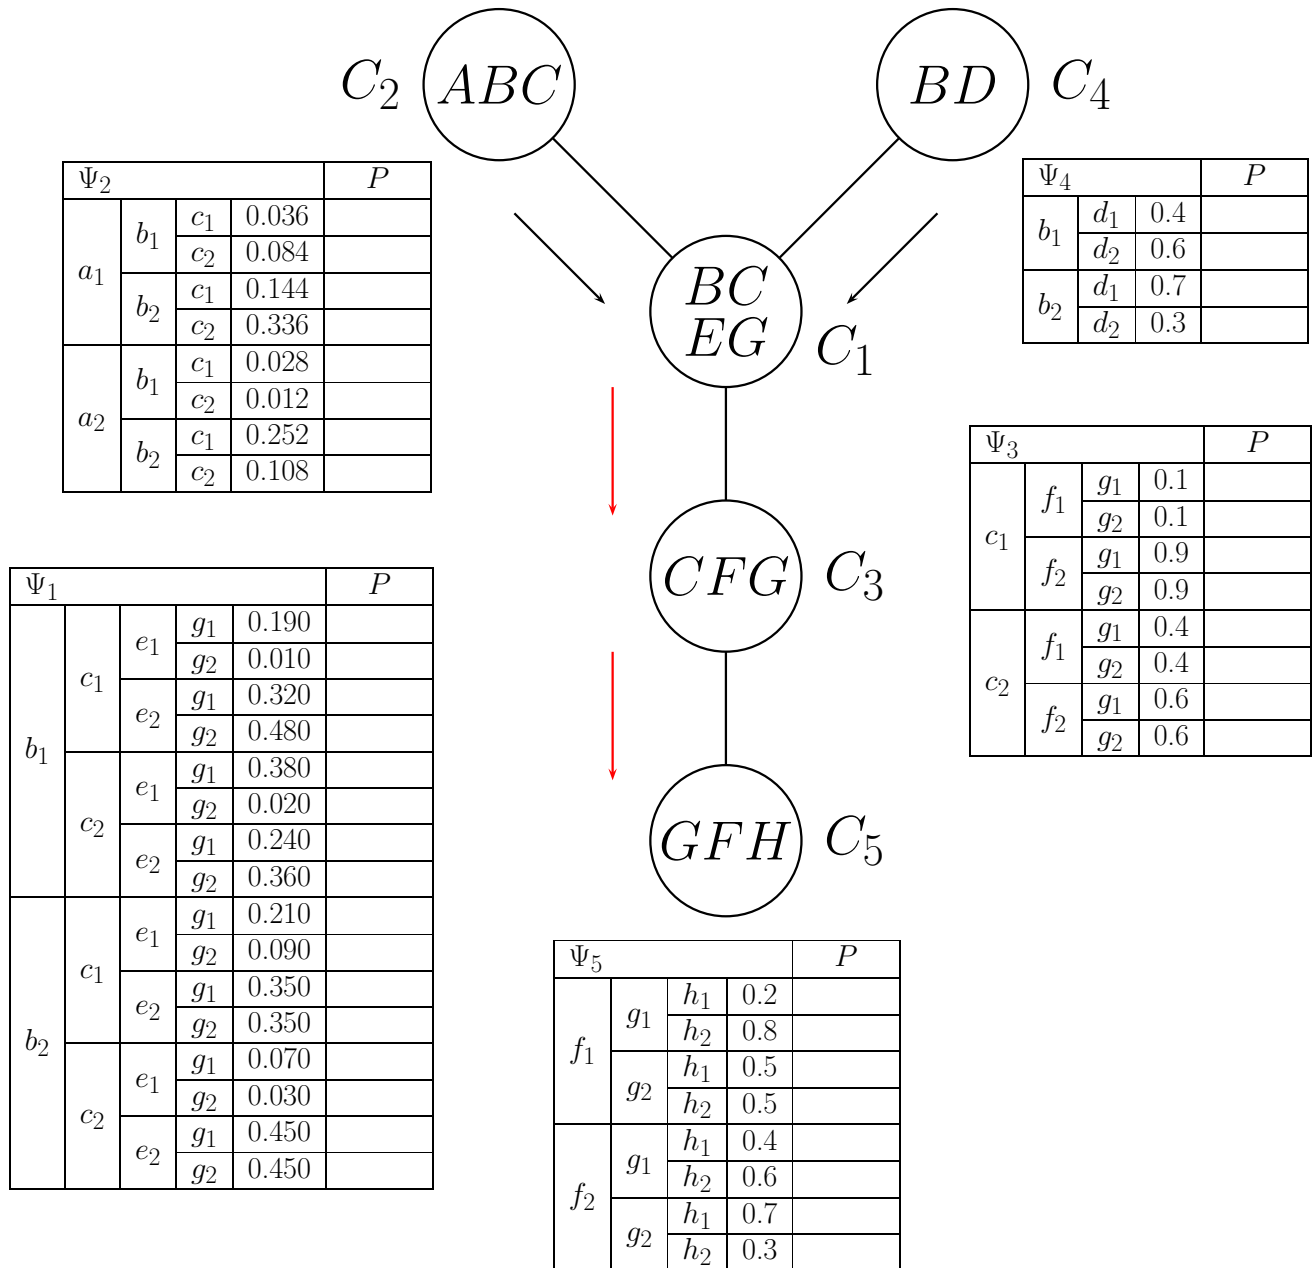 C2 ABC
BD C4
Ψ2 P
a1 b1 c1 0.036
c2 0.084
b2 c1 0.144
c2 0.336
a2 b1 c1 0.028
c2 0.012
b2 c1 0.252
c2 0.108
Ψ4 P
b1 d1 0.4
d2 0.6
b2 d1 0.7
d2 0.3
BC
EG
C1
Ψ3 P
c1 f1 g1 0.1
g2 0.1
f2 g1 0.9
g2 0.9
c2 f1 g1 0.4
g2 0.4
f2 g1 0.6
g2 0.6
CFG C3
Ψ1 P
b1 c1 e1 g1 0.190
g2 0.010
e2 g1 0.320
g2 0.480
c2 e1 g1 0.380
g2 0.020
e2 g1 0.240
g2 0.360
b2 c1 e1 g1 0.210
g2 0.090
e2 g1 0.350
g2 0.350
c2 e1 g1 0.070
g2 0.030
e2 g1 0.450
g2 0.450
GFH C5
Ψ5 P
f1 g1 h1 0.2
h2 0.8
g2 h1 0.5
h2 0.5
f2 g1 h1 0.4
h2 0.6
g2 h1 0.7
h2 0.3